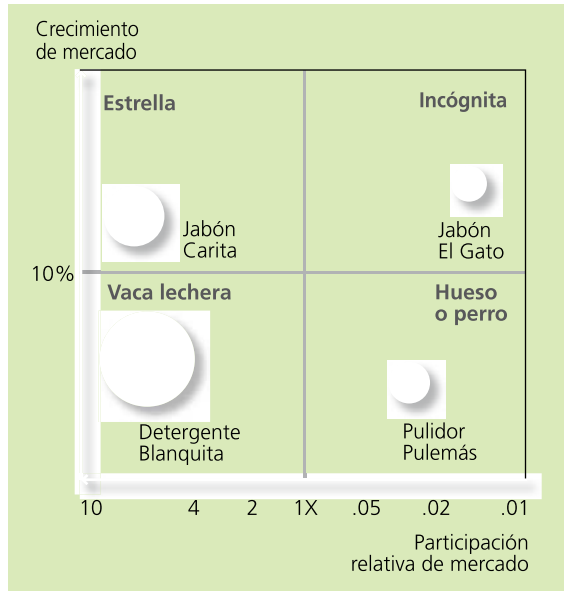 Crecimiento
de mercado
Estrella
Incógnita
Jabón
Carita
Jabón
El Gato
10%
Vaca lechera
Hueso
o perro
Detergente
Blanquita
Pulidor
Pulemás
10 4 2 1X .05 .02 .01
Participación
relativa de mercado